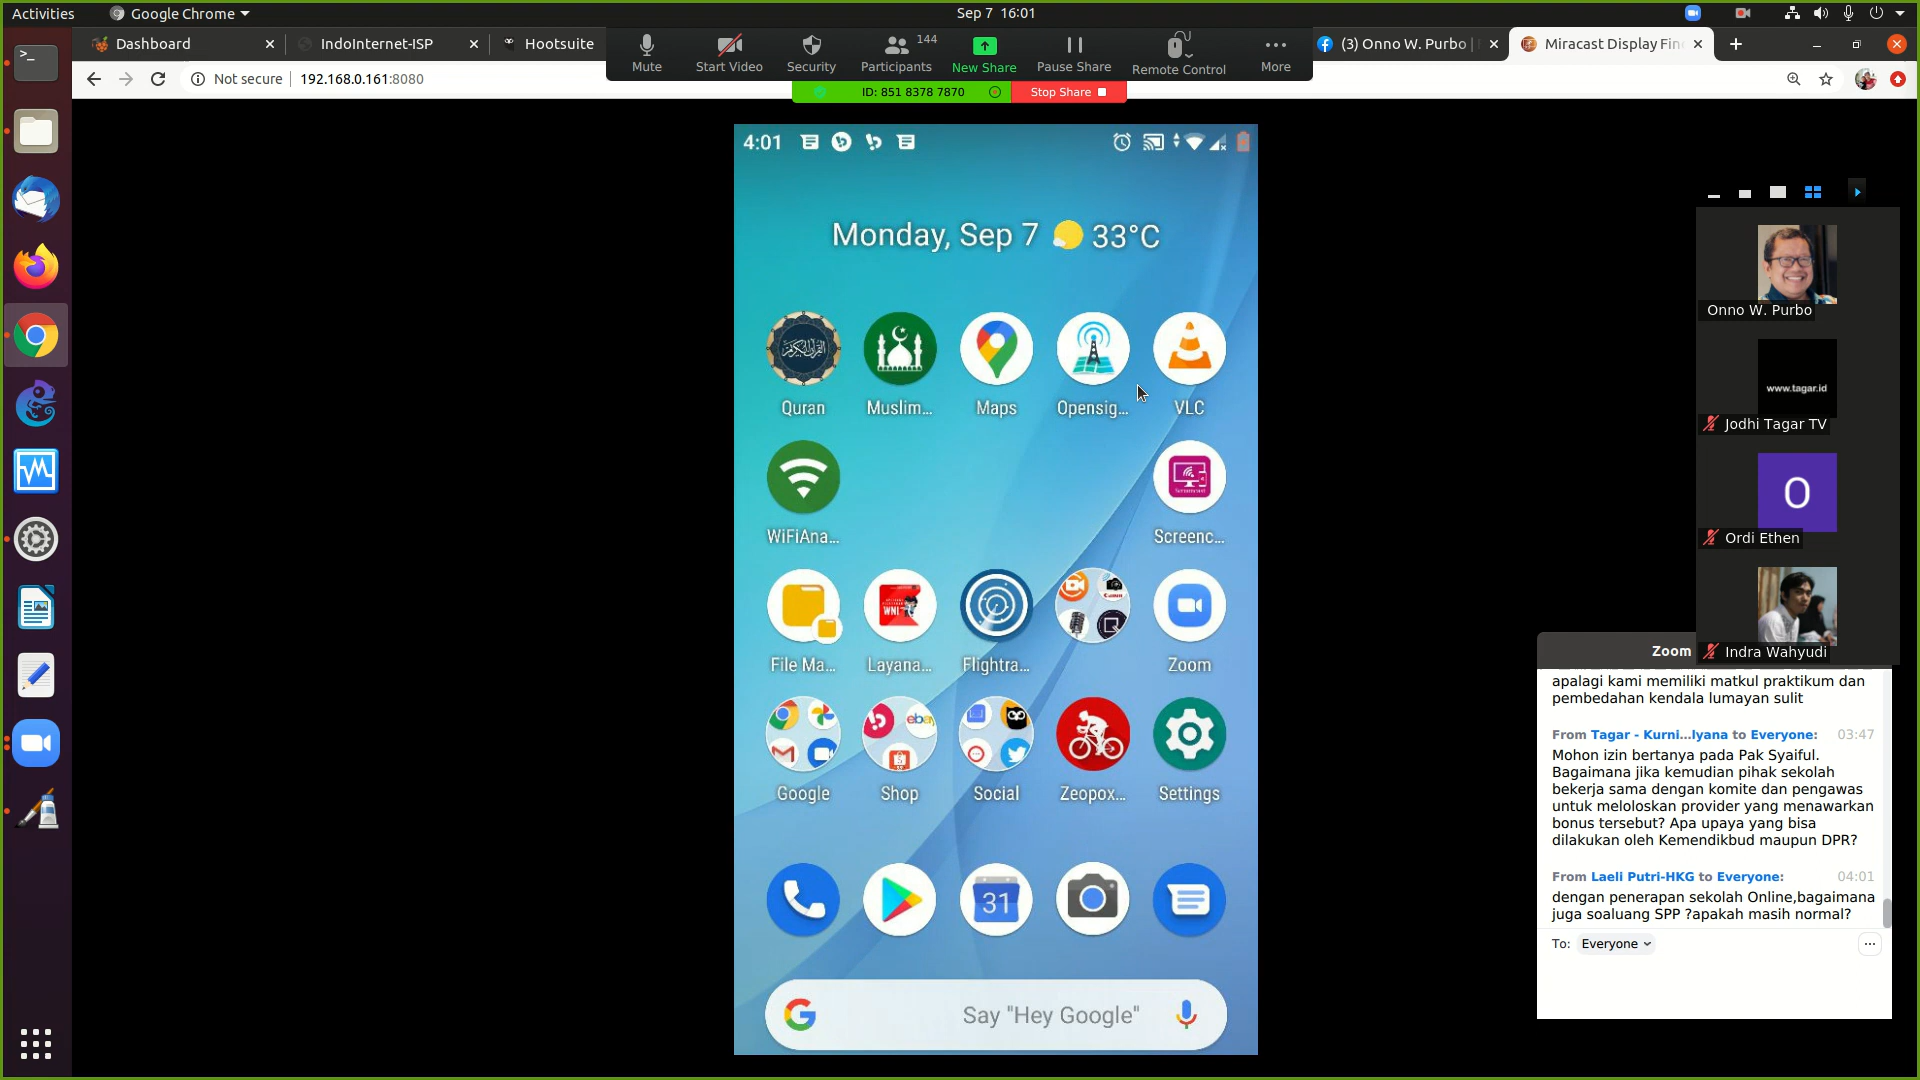 Activities
Google Chrome
Sep 7 16:01
Dashboard
IndoInternet-ISP
Hootsuite
(3) Onno W. Purbo |
Miracast Display Fin
Not secure
192.168.0.161:8080
Mute
Start Video
Security
Participants
144
New Share
Pause Share
Remote Control
More
ID: 851 8378 7870
Stop Share
4:01
Monday, Sep 7
33°C
Quran
Muslim...
Maps
Opensig...
VLC
WiFiAna...
Screenc...
File Ma...
Layana...
Flightra...
Zoom
WNI
ebay
Google
Shop
Social
Zeopox...
Settings
31
Say "Hey Google"
Onno W. Purbo
www.tagar.id
Jodhi Tagar TV
O
Ordi Ethen
Indra Wahyudi
Zoom
apalagi kami memiliki matkul praktikum dan
pembedahan kendala lumayan sulit
From Tagar - Kurni...lyana to Everyone: 03:47
Mohon izin bertanya pada Pak Syaiful.
Bagaimana jika kemudian pihak sekolah
bekerja sama dengan komite dan pengawas
untuk meloloskan provider yang menawarkan
bonus tersebut? Apa upaya yang bisa
dilakukan oleh Kemendikbud maupun DPR?
From Laeli Putri-HKG to Everyone: 04:01
dengan penerapan sekolah Online,bagaimana
juga soaluang SPP ?apakah masih normal?
To: Everyone